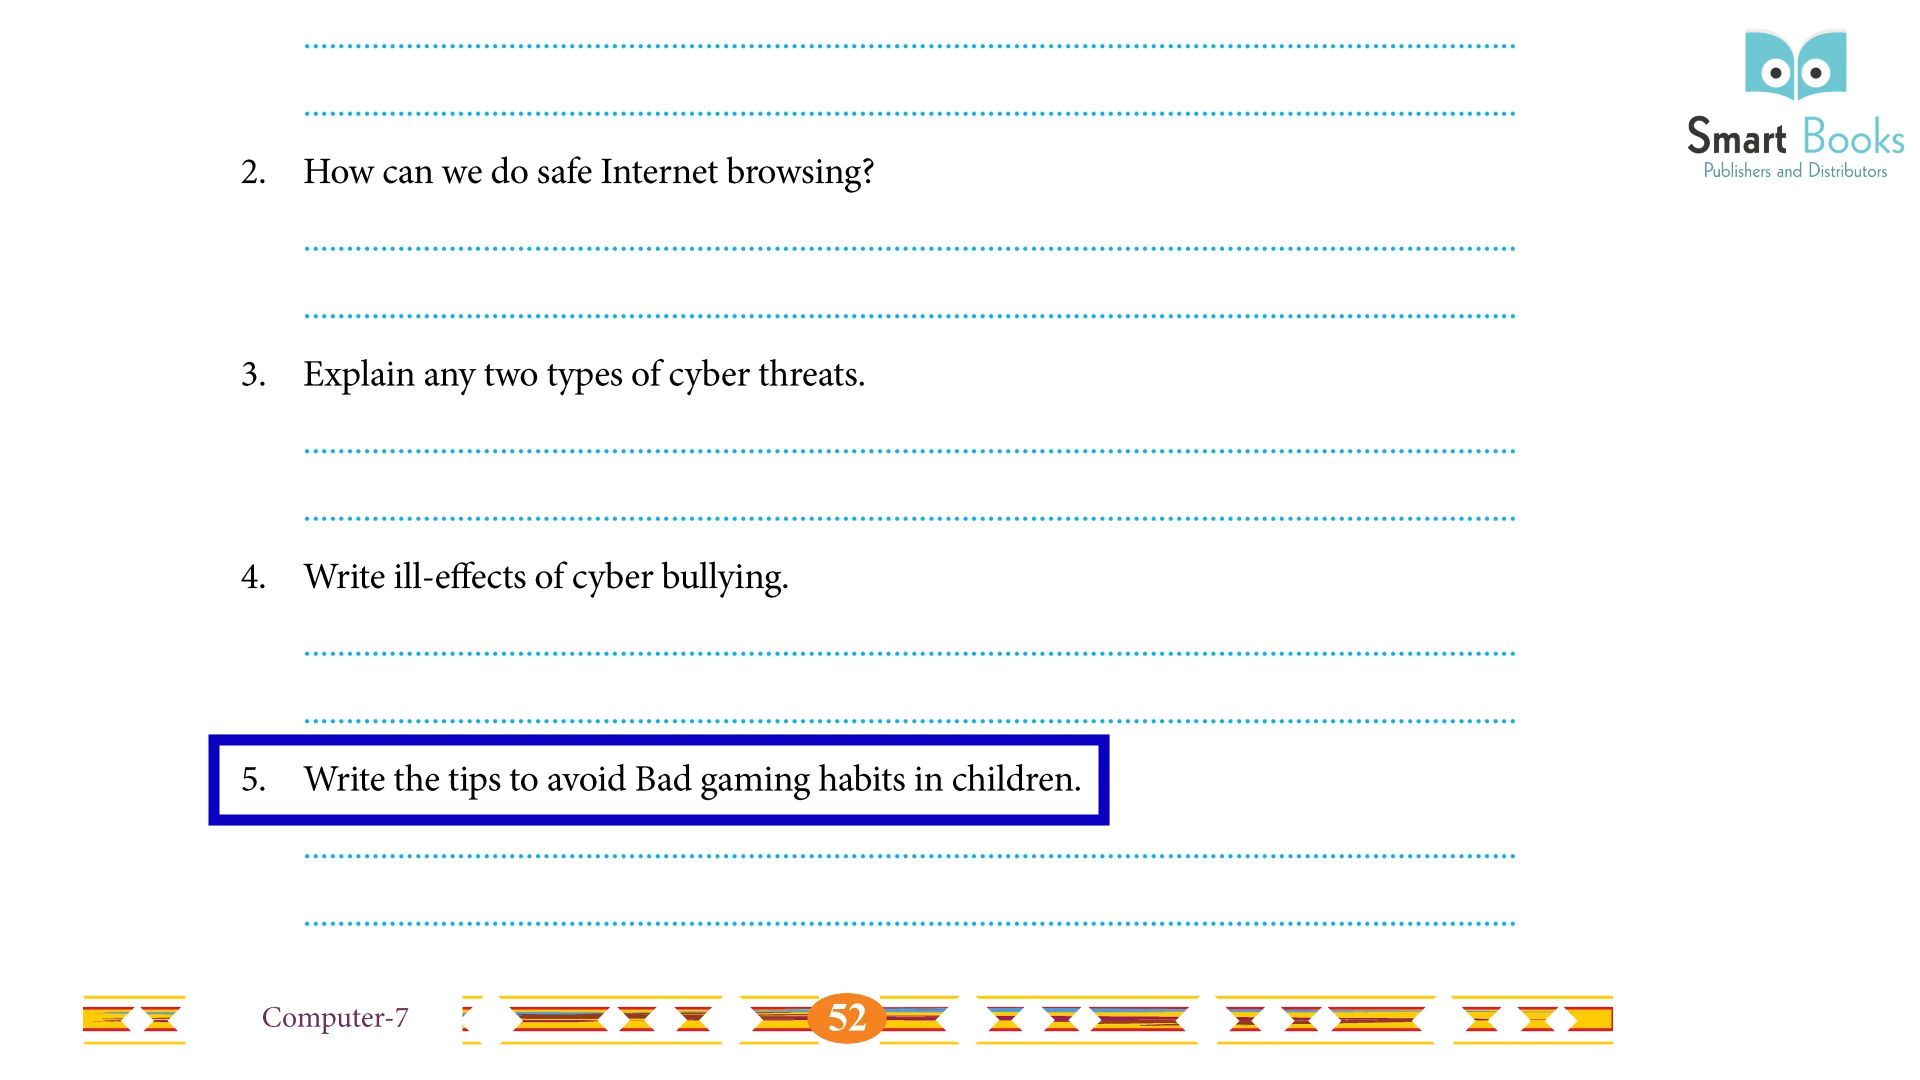 Smart Books
Publishers and Distributors
2. How can we do safe Internet browsing?
3. Explain any two types of cyber threats.
4. Write ill-effects of cyber bullying.
5. Write the tips to avoid Bad gaming habits in children.
Computer-7
52